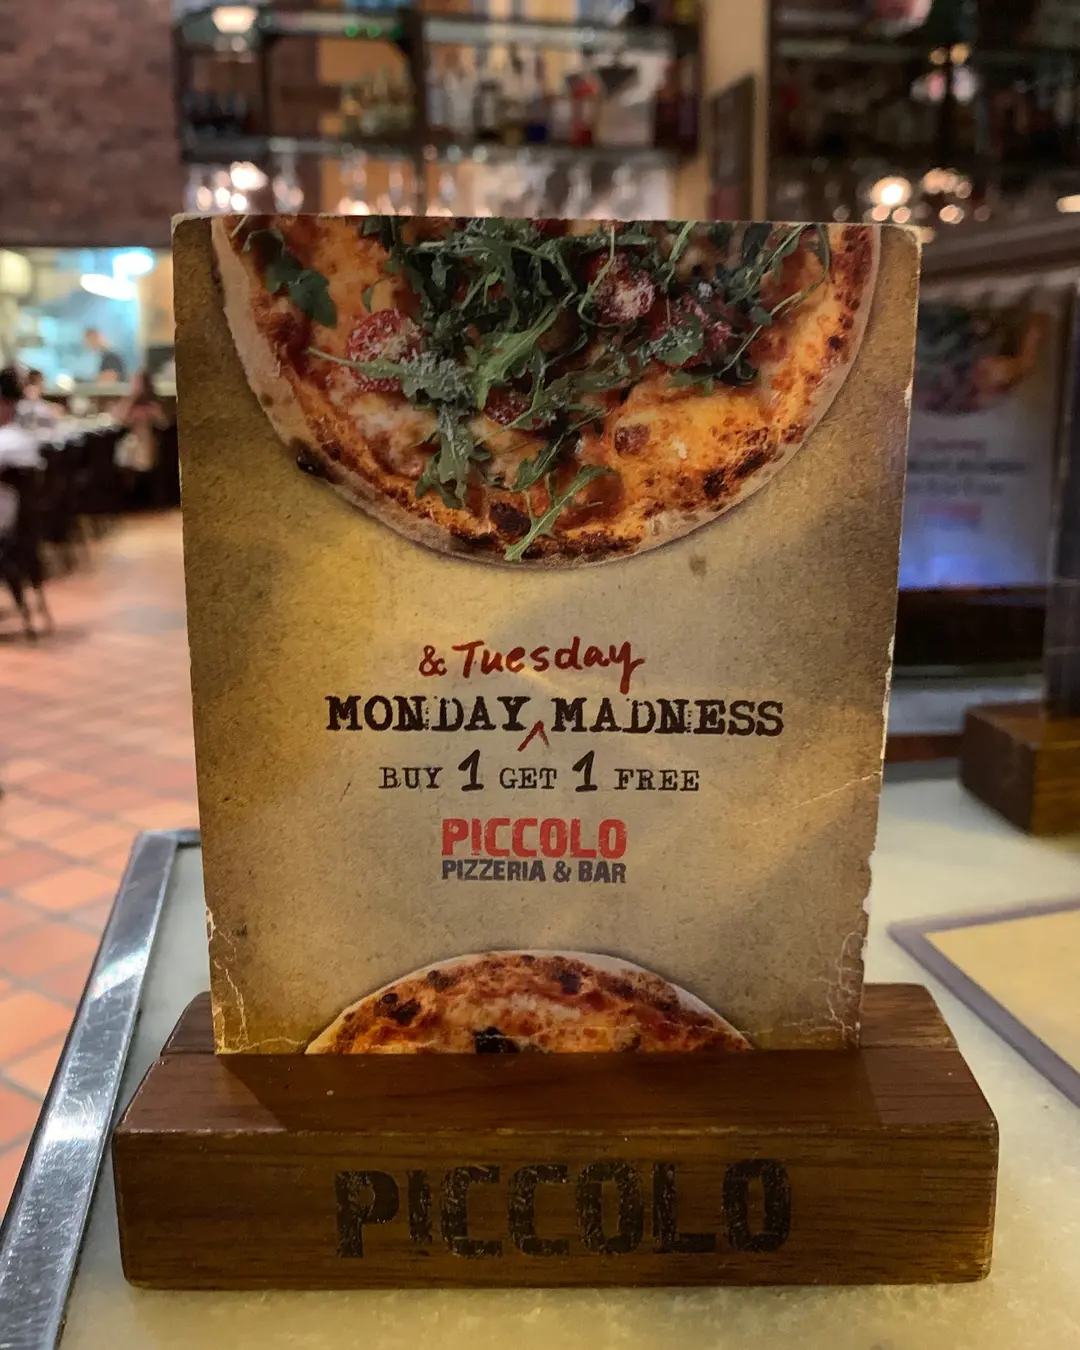 & Tuesday
MONDAY ^ MADNESS
BUY 1 GET 1 FREE
PICCOLO
PIZZERIA & BAR
PICCOLO